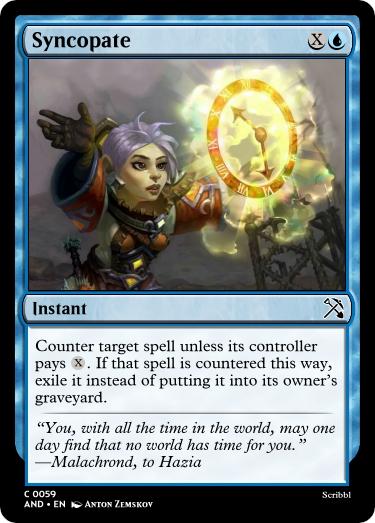 Syncopate X
Instant
Counter target spell unless its controller
pays X. If that spell is countered this way,
exile it instead of putting it into its owner's
graveyard.
"You, with all the time in the world, may one
day find that no world has time for you."
—Malachrond, to Hazia
C 0059
AND • EN Anton Zemskov
Scribbl